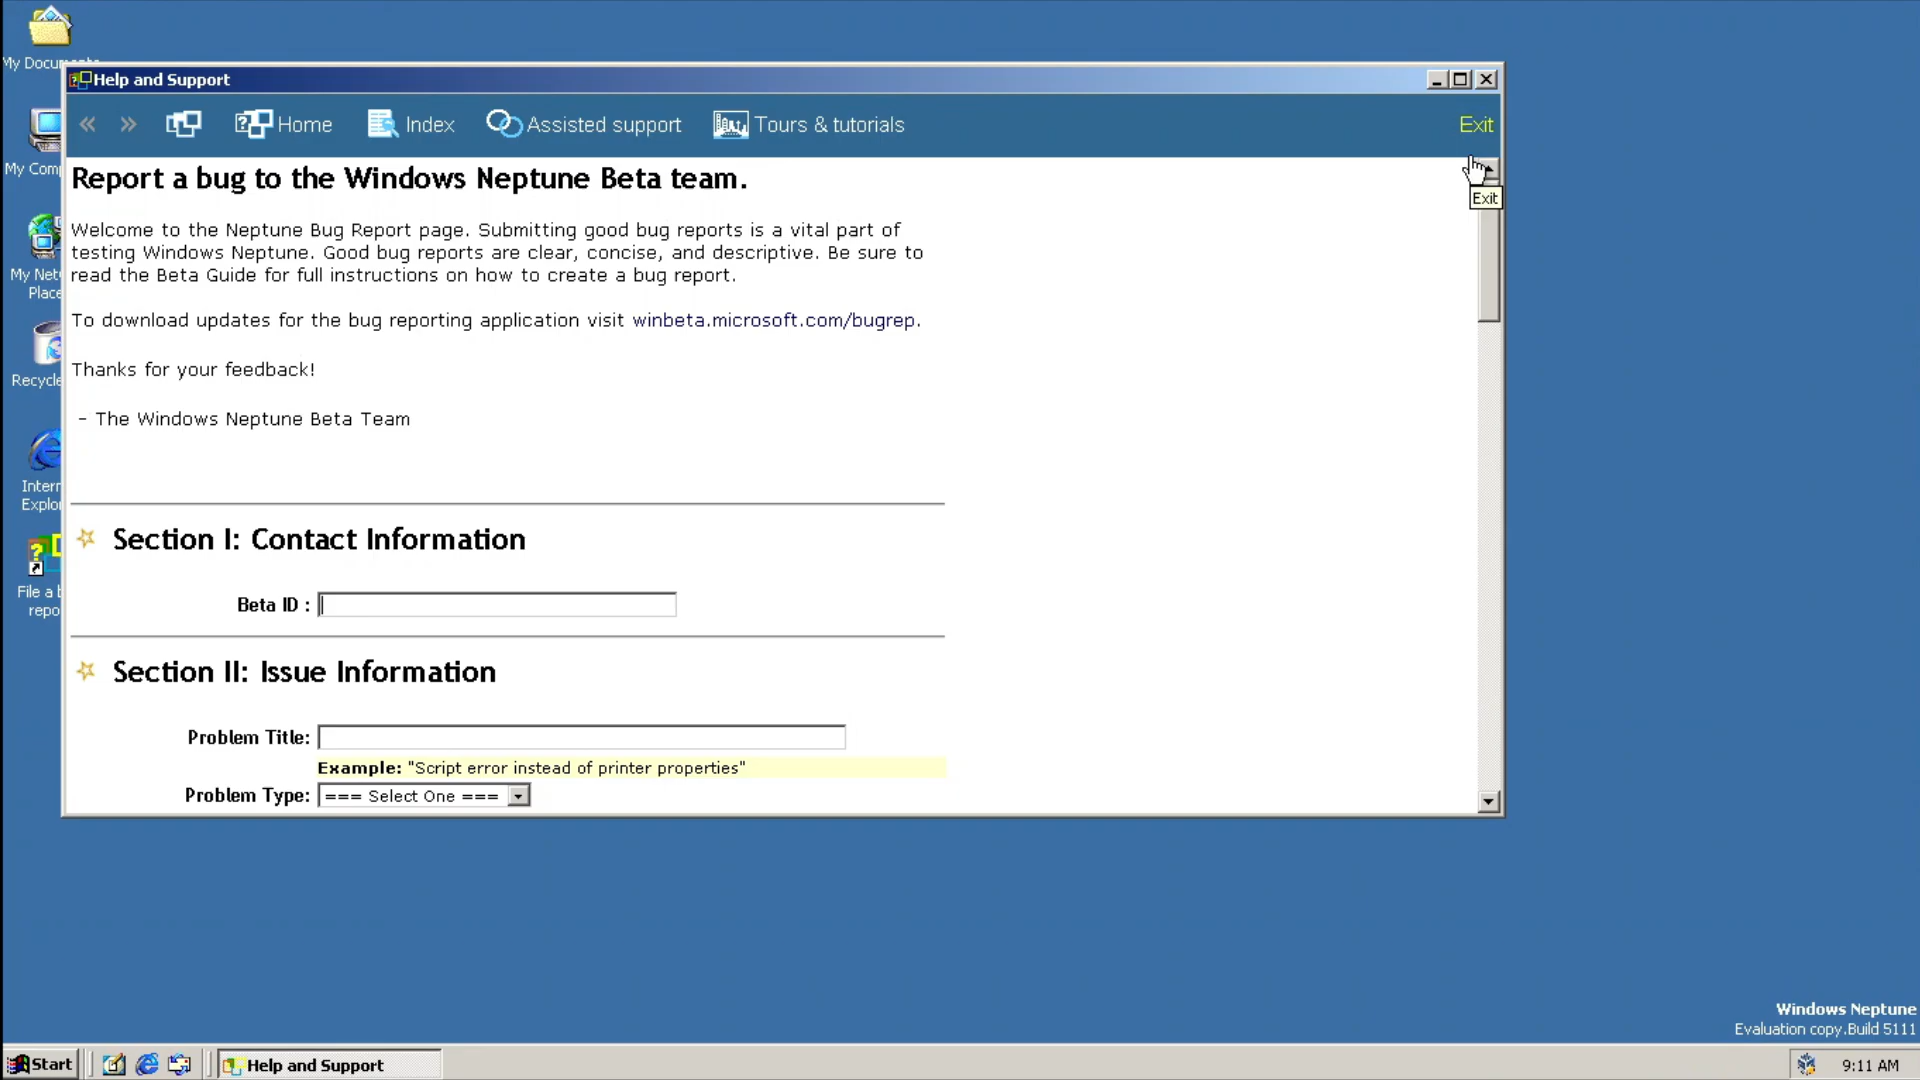 My Docum
Help and Support
Home
Index
Assisted support
Tours & tutorials
Exit
My Com
Report a bug to the Windows Neptune Beta team.
Exit
Welcome to the Neptune Bug Report page. Submitting good bug reports is a vital part of
testing Windows Neptune. Good bug reports are clear, concise, and descriptive. Be sure to
read the Beta Guide for full instructions on how to create a bug report.
My Net
Place
To download updates for the bug reporting application visit winbeta.microsoft.com/bugrep.
Thanks for your feedback!
Recycle
- The Windows Neptune Beta Team
Intern
Explo
Section I: Contact Information
File a b
repo
Beta ID :
Section II: Issue Information
Problem Title:
Example: "Script error instead of printer properties"
Problem Type: === Select One ===
Windows Neptune
Evaluation copy.Build 5111
Start
Help and Support
9:11 AM